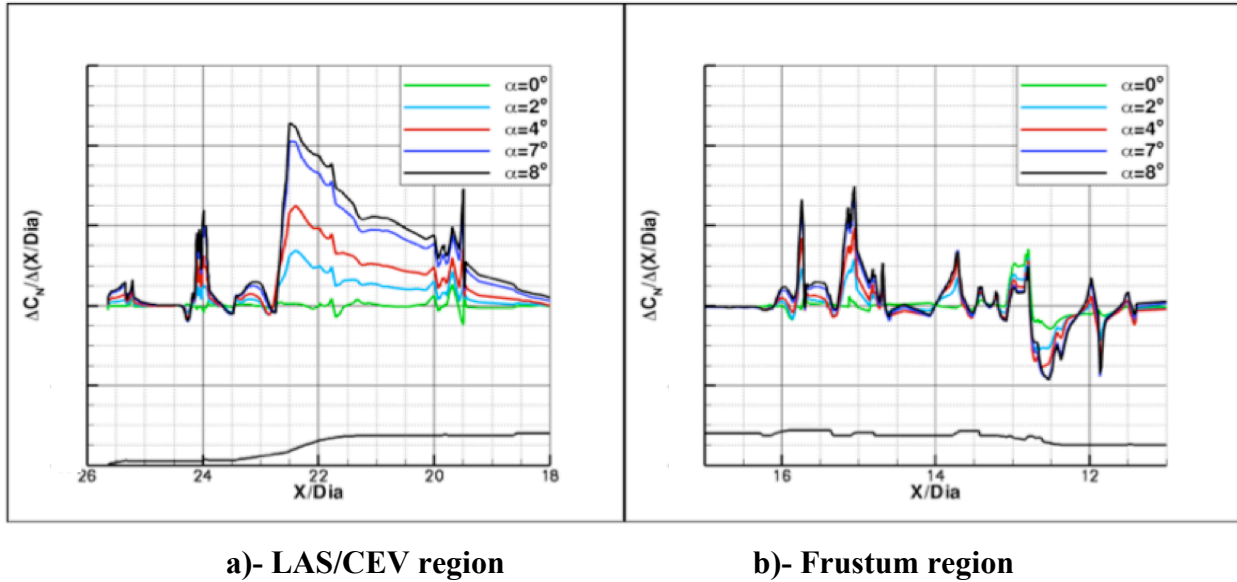 α=0°
α=2°
α=4°
α=7°
α=8°
ΔC_N/Δ(X/Dia)
26 24 22 20 18
X/Dia
α=0°
α=2°
α=4°
α=7°
α=8°
ΔC_N/Δ(X/Dia)
16 14 12
X/Dia
a)- LAS/CEV region
b)- Frustum region